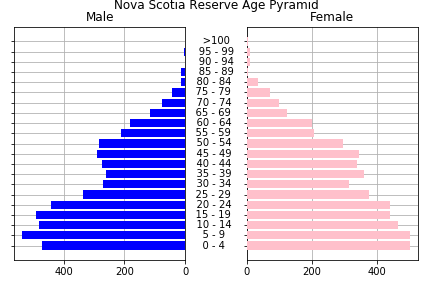 Nova Scotia Reserve Age Pyramid
Male Female
>100
95 - 99
90 - 94
85 - 89
80 - 84
75 - 79
70 - 74
65 - 69
60 - 64
55 - 59
50 - 54
45 - 49
40 - 44
35 - 39
30 - 34
25 - 29
20 - 24
15 - 19
10 - 14
5 - 9
0 - 4
400 200 0 0 200 400